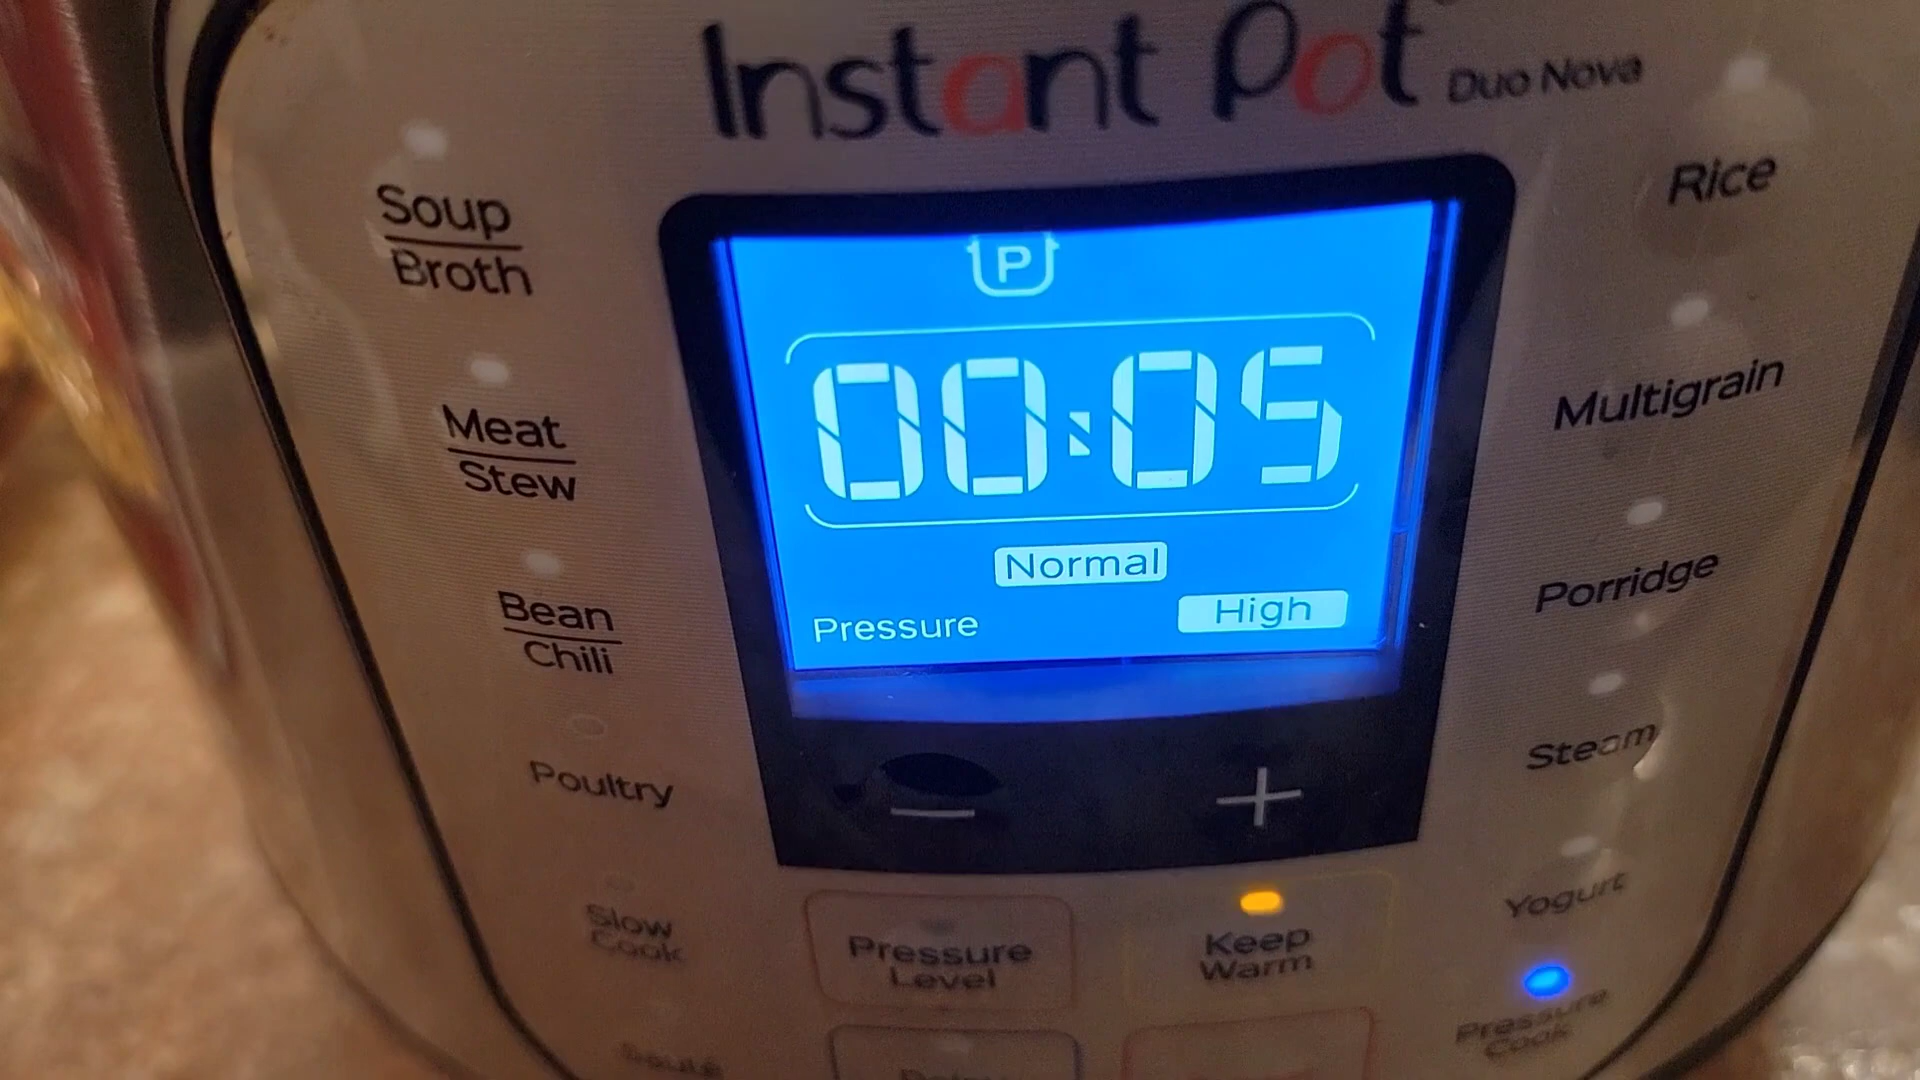 Instant Pot Duo Nova
Soup
Broth
Rice
P
00:05
Meat
Stew
Multigrain
Normal
Pressure High
Bean
Chili
Porridge
Poultry
− +
Steam
Slow
Cook
Pressure
Level
Keep
Warm
Yogurt
Pressure
Cook
Sauté